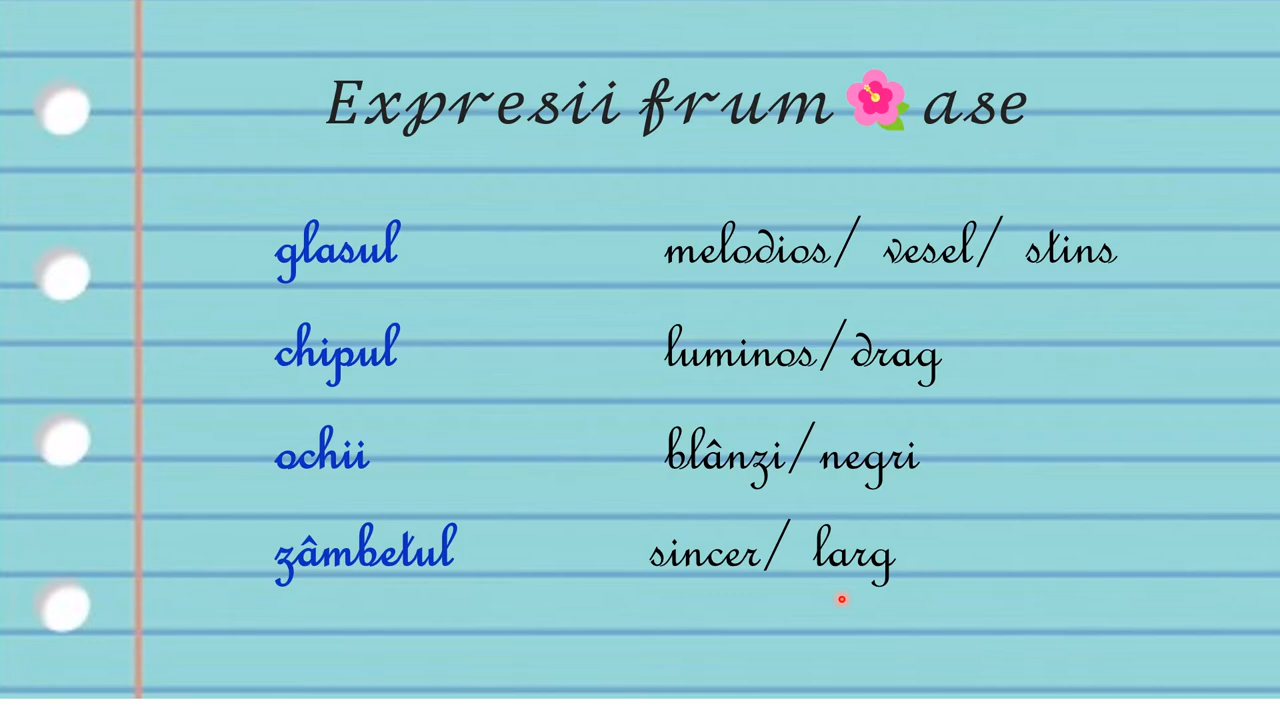 Expresii frum🌺ase
glasul melodios/ vesel/ stins
chipul luminos/drag
ochii blânzi/negri
zâmbetul sincer/ larg